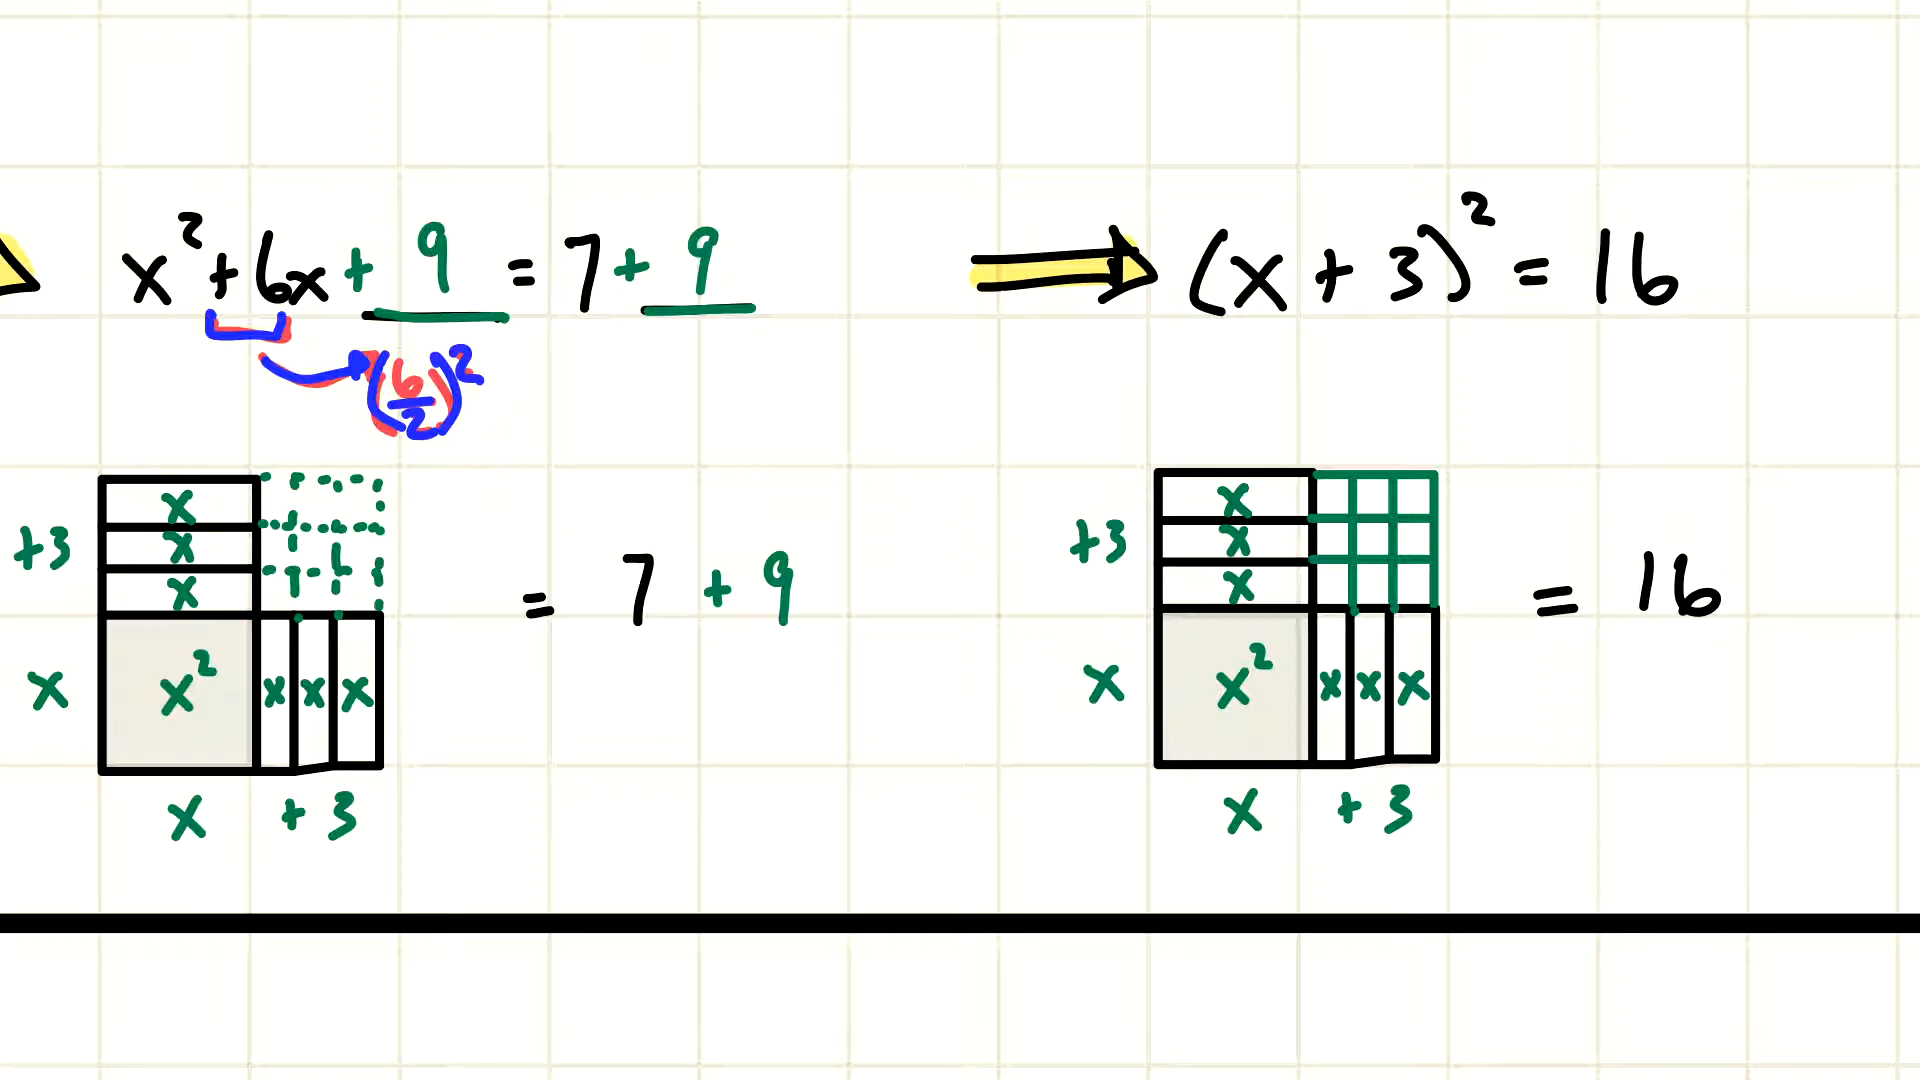 x² + 6x + 9 = 7 + 9 ⟹ (x + 3)² = 16
(6/2)²
x x
+3 x +3 x
x x
= 7 + 9 = 16
x x² x x x x x² x x x
x + 3 x + 3